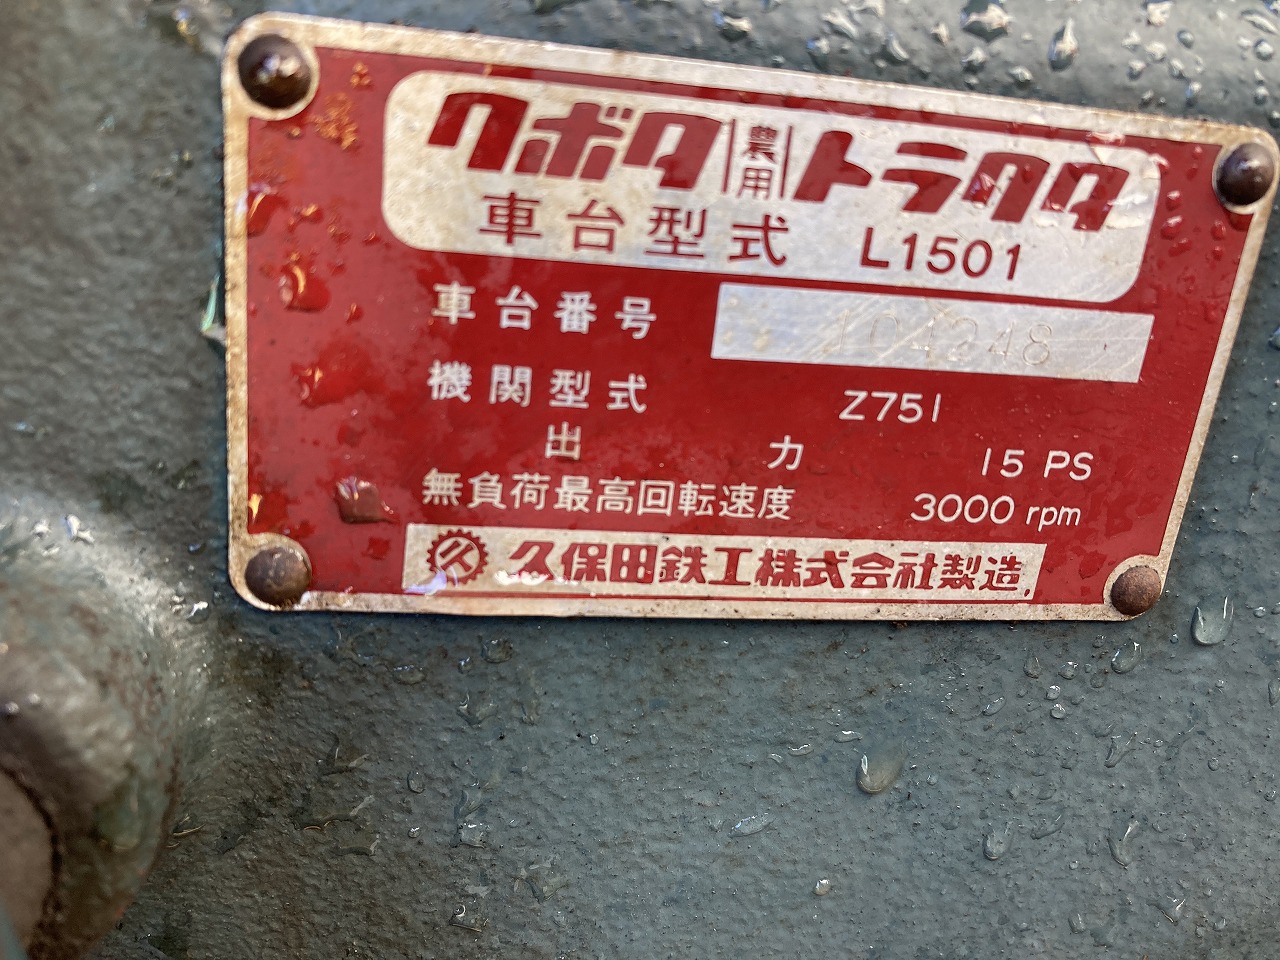 クボタ農用トラクタ
車台型式 L1501
車台番号 104248
機関型式 Z751
出力 15 PS
無負荷最高回転速度 3000 rpm
久 久保田鉄工株式会社製造